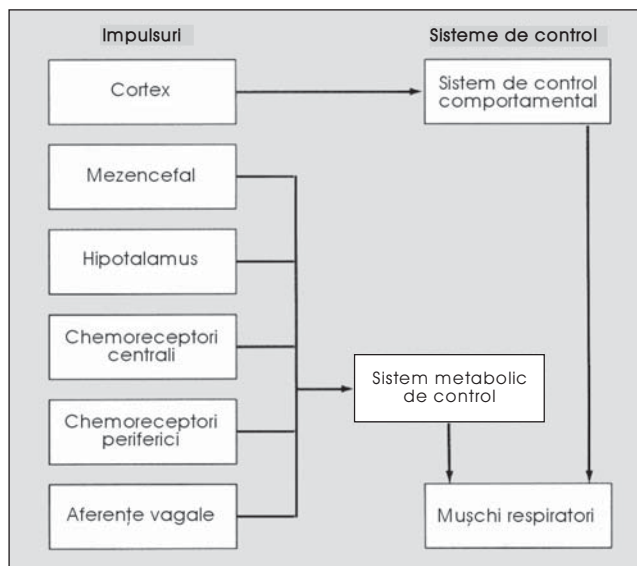 Impulsuri
Sisteme de control
Cortex
Sistem de control
comportamental
Mezencefal
Hipotalamus
Chemoreceptori
centrali
Sistem metabolic
de control
Chemoreceptori
periferici
Aferențe vagale
Mușchi respiratori